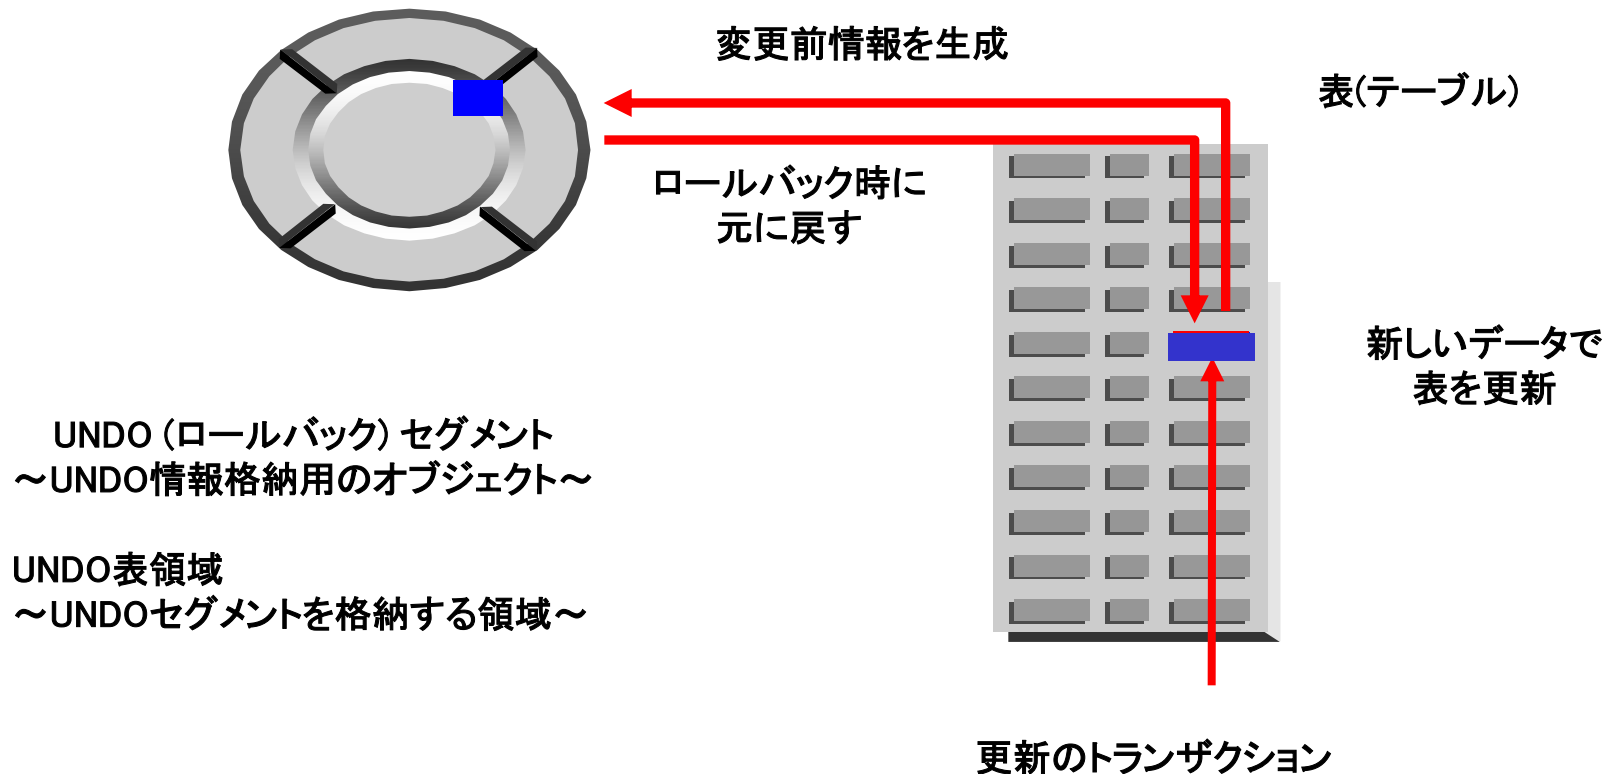 変更前情報を生成
表(テーブル)
ロールバック時に
元に戻す
新しいデータで
表を更新
UNDO (ロールバック) セグメント
～UNDO情報格納用のオブジェクト～
UNDO表領域
～UNDOセグメントを格納する領域～
更新のトランザクション